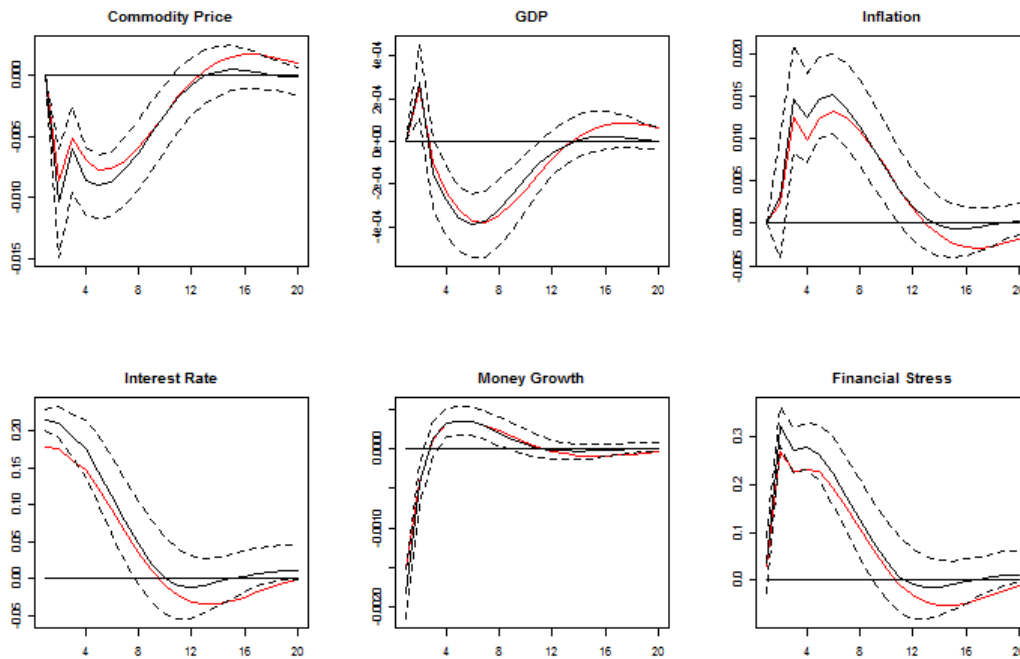 Commodity Price
0.000
-0.005
-0.010
-0.015
4 8 12 16 20
GDP
4e-04
2e-04
0e+00
-2e-04
-4e-04
4 8 12 16 20
Inflation
0.020
0.015
0.010
0.005
0.000
-0.005
4 8 12 16 20
Interest Rate
0.20
0.15
0.10
0.05
0.00
-0.05
4 8 12 16 20
Money Growth
0.0000
-0.0010
-0.0020
4 8 12 16 20
Financial Stress
0.3
0.2
0.1
0.0
4 8 12 16 20